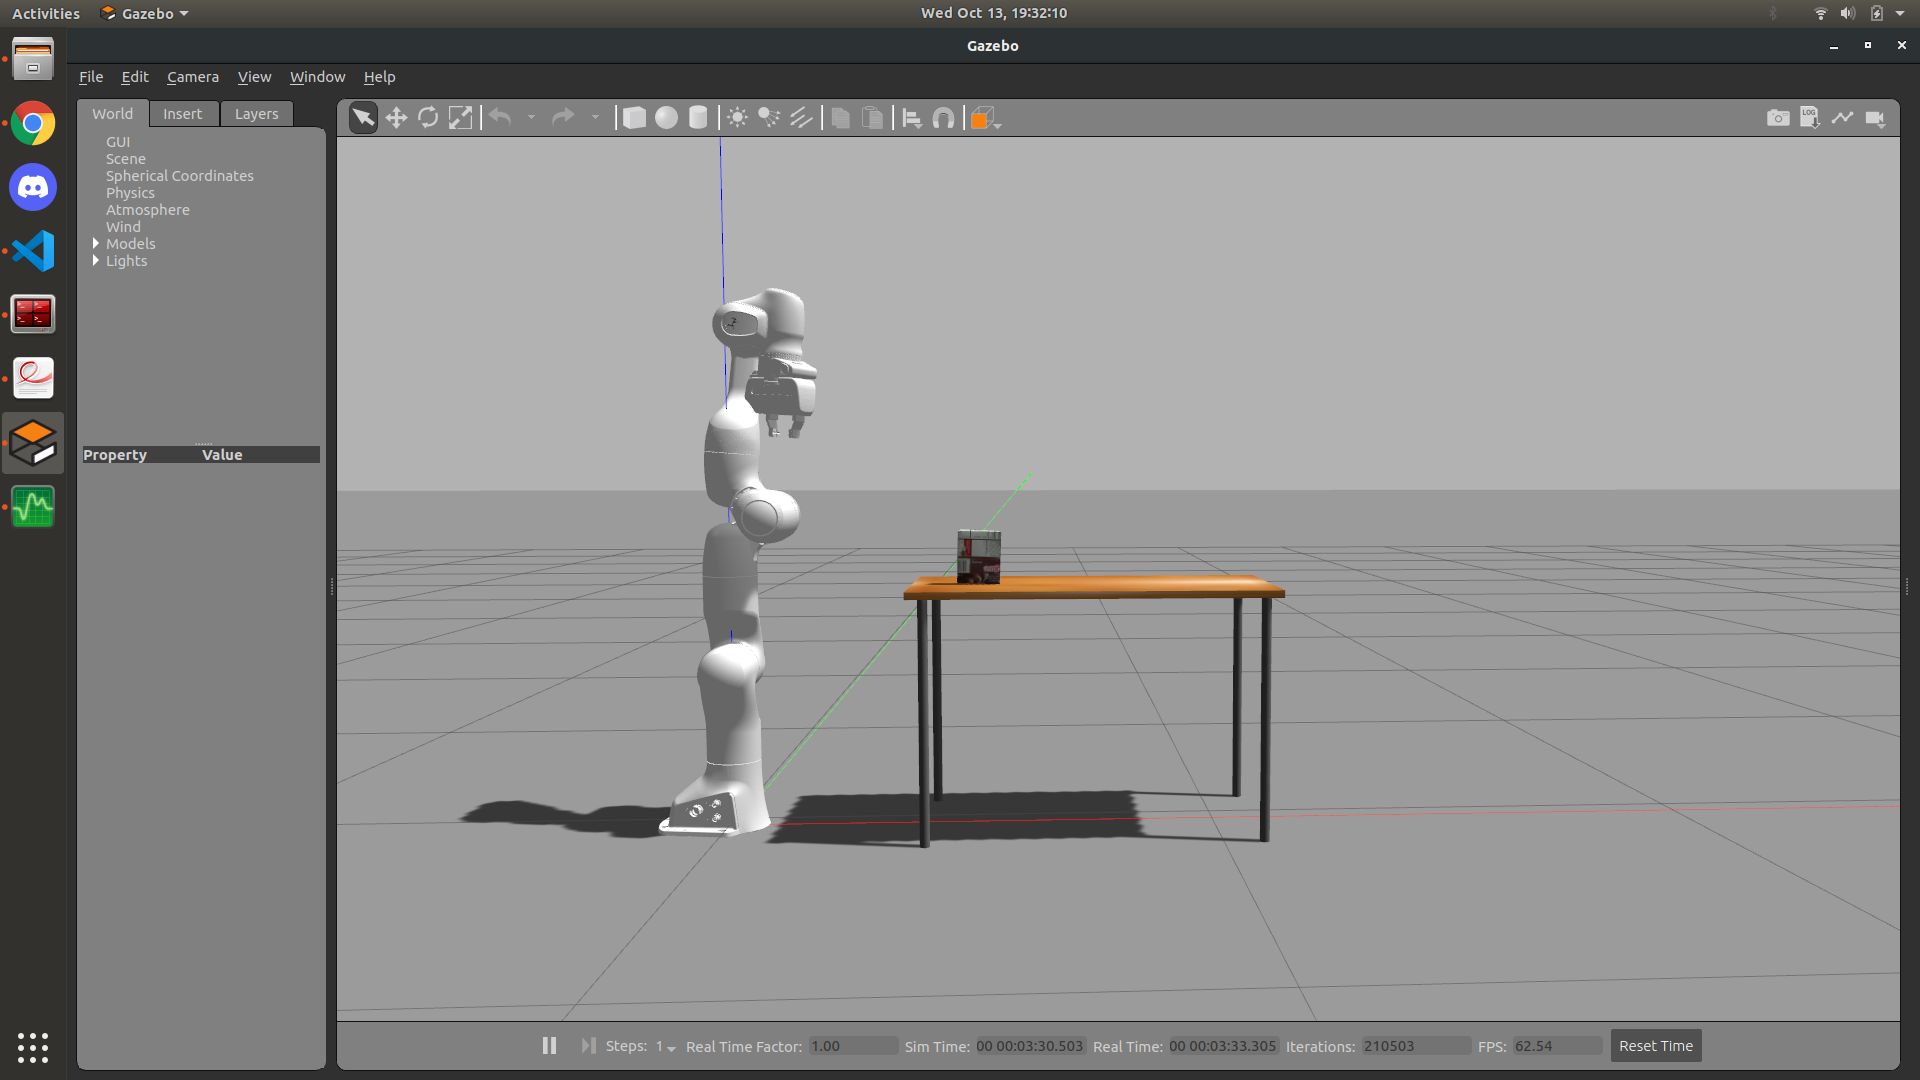 Activities Gazebo Wed Oct 13, 19:32:10
Gazebo
File Edit Camera View Window Help
World Insert Layers
LOG
GUI
Scene
Spherical Coordinates
Physics
Atmosphere
Wind
Models
Lights
Property Value
Steps: 1 Real Time Factor: 1.00 Sim Time: 00 00:03:30.503 Real Time: 00 00:03:33.305 Iterations: 210503 FPS: 62.54 Reset Time